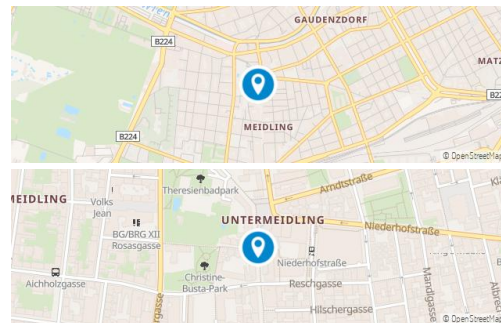 GAUDENZDORF
B224
MEIDLING
B224
© OpenStreetMap
Theresienbadpark
Arndtstraße
Volks
Jean
UNTERMEIDLING
Niederhofstraße
BG/BRG XII
Rosasgasse
Niederhofstraße
Christine-
Busta-Park
Aichholzgasse
Reschgasse
Mandlgasse
Hilschergasse
© OpenStreetMap